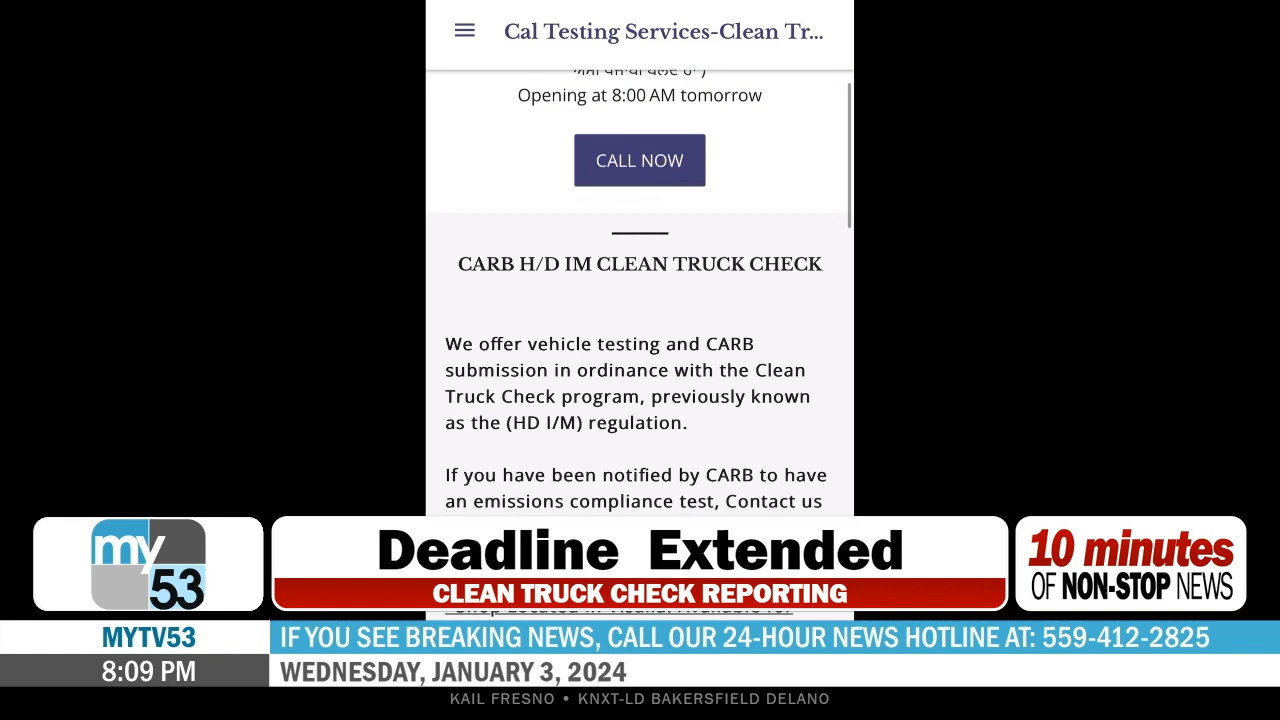 Cal Testing Services-Clean Tr...
Opening at 8:00 AM tomorrow
CALL NOW
CARB H/D IM CLEAN TRUCK CHECK
We offer vehicle testing and CARB
submission in ordinance with the Clean
Truck Check program, previously known
as the (HD I/M) regulation.
If you have been notified by CARB to have
an emissions compliance test, Contact us
my
53
Deadline Extended
CLEAN TRUCK CHECK REPORTING
10 minutes
OF NON-STOP NEWS
MYTV53
IF YOU SEE BREAKING NEWS, CALL OUR 24-HOUR NEWS HOTLINE AT: 559-412-2825
8:09 PM
WEDNESDAY, JANUARY 3, 2024
KAIL FRESNO • KNXT-LD BAKERSFIELD DELANO